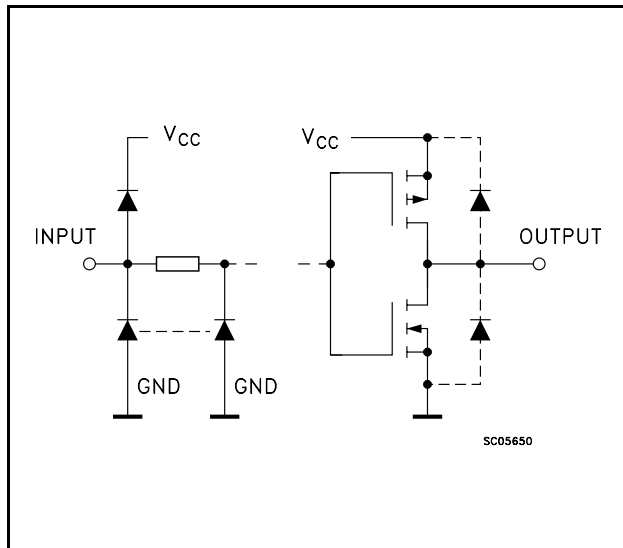 VCC
VCC
INPUT
OUTPUT
GND
GND
SC05650